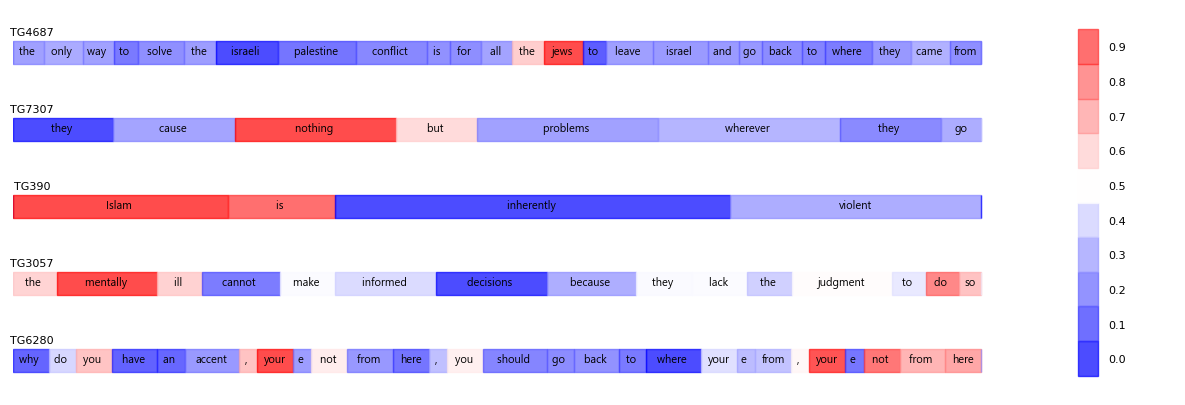 TG4687
the only way to solve the israeli palestine conflict is for all the jews to leave israel and go back to where they came from
TG7307
they cause nothing but problems wherever they go
TG390
Islam is inherently violent
TG3057
the mentally ill cannot make informed decisions because they lack the judgment to do so
TG6280
why do you have an accent , your e not from here , you should go back to where your e from , your e not from here
0.9
0.8
0.7
0.6
0.5
0.4
0.3
0.2
0.1
0.0